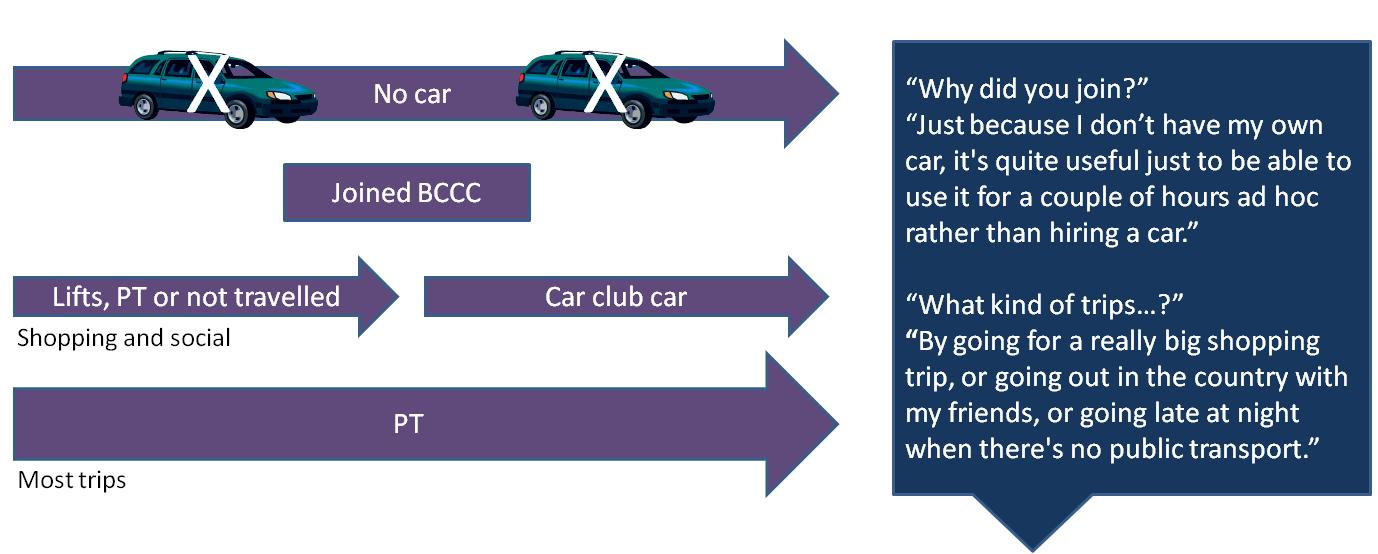 X
No car
X
Joined BCCC
Lifts, PT or not travelled
Car club car
Shopping and social
PT
Most trips
“Why did you join?”
“Just because I don’t have my own
car, it's quite useful just to be able to
use it for a couple of hours ad hoc
rather than hiring a car.”
“What kind of trips…?”
“By going for a really big shopping
trip, or going out in the country with
my friends, or going late at night
when there's no public transport.”